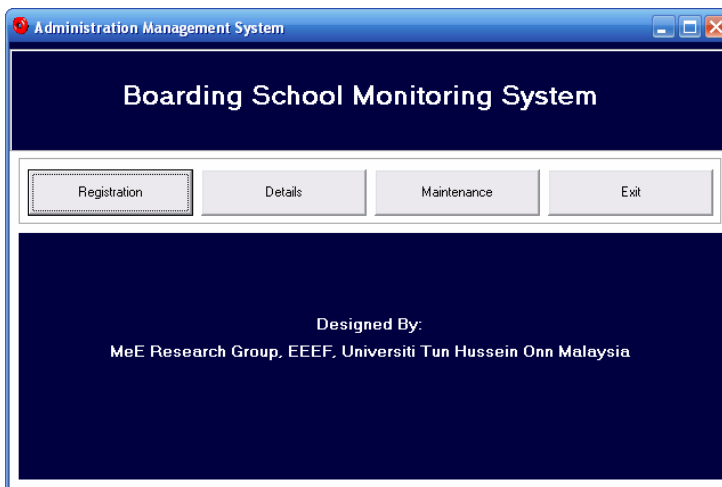 Administration Management System
Boarding School Monitoring System
Registration Details Maintenance Exit
Designed By:
MeE Research Group, EEEF, Universiti Tun Hussein Onn Malaysia